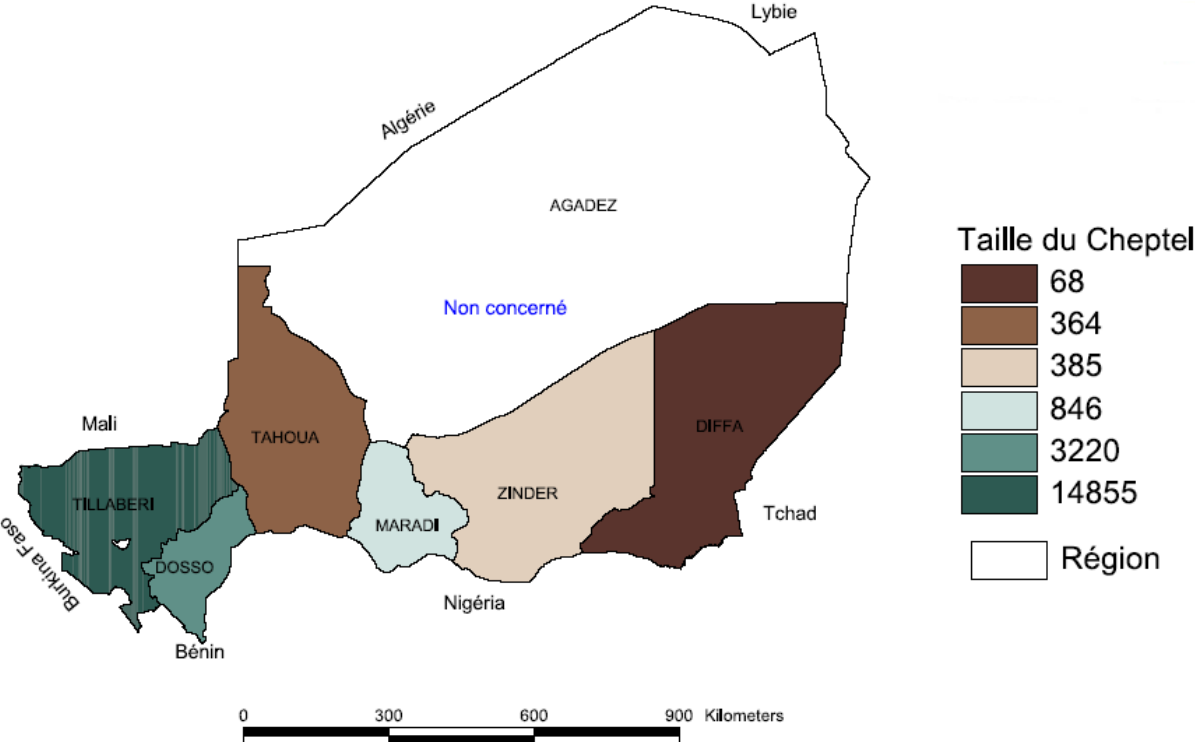 Lybie
Algérie
AGADEZ
Non concerné
Mali
TAHOUA
DIFFA
TILLABERI
ZINDER
MARADI
Tchad
Burkina Faso
DOSSO
Nigéria
Bénin
0 300 600 900 Kilometers
Taille du Cheptel
68
364
385
846
3220
14855
Région